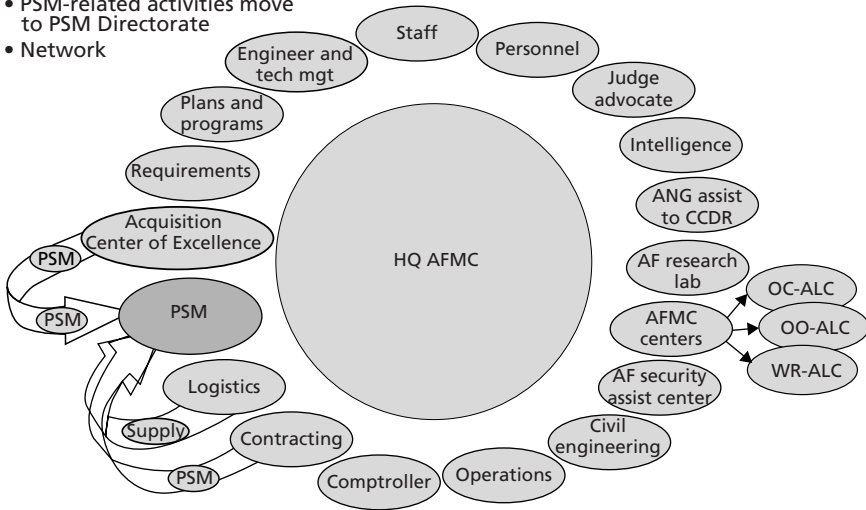 • PSM-related activities move
to PSM Directorate
• Network
Staff
Personnel
Engineer and
tech mgt
Judge
advocate
Plans and
programs
Intelligence
Requirements
ANG assist
to CCDR
Acquisition
Center of Excellence
PSM
HQ AFMC
AF research
lab
OC-ALC
PSM
PSM
AFMC
centers
OO-ALC
WR-ALC
Logistics
AF security
assist center
Supply
Contracting
Civil
engineering
PSM
Comptroller
Operations